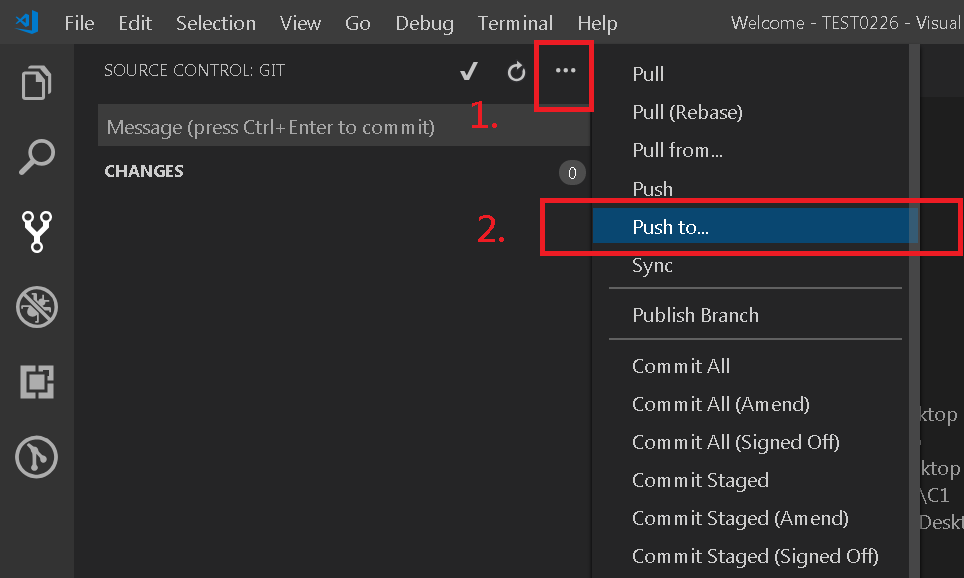 File Edit Selection View Go Debug Terminal Help Welcome - TEST0226 - Visual
SOURCE CONTROL: GIT
1.
Message (press Ctrl+Enter to commit)
CHANGES 0
2.
Pull
Pull (Rebase)
Pull from...
Push
Push to...
Sync
Publish Branch
Commit All
Commit All (Amend)
Commit All (Signed Off)
Commit Staged
Commit Staged (Amend)
Commit Staged (Signed Off)
ktop
ktop
\C1
Deskt